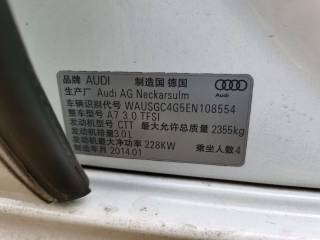 品牌 AUDI 制造国 德国
生产厂 Audi AG Neckarsulm
Audi
车辆识别代号 WAUSGC4G5EN108554
整车型号 A7 3.0 TFSI
发动机型号 CTT 最大允许总质量 2355kg
发动机排量3.0L
发动机最大净功率 228KW 乘坐人数4
制造年月 2014.01